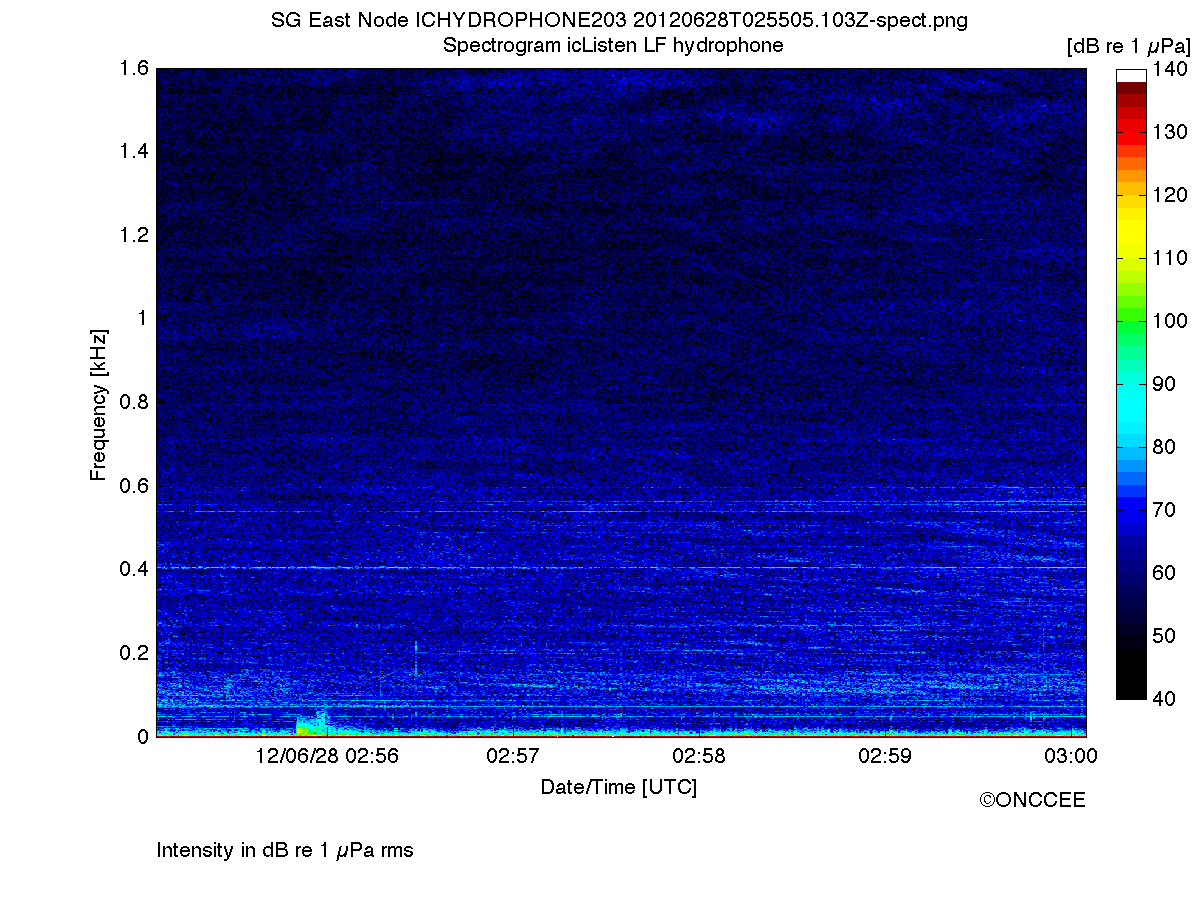 SG East Node ICHYDROPHONE203 20120628T025505.103Z-spect.png
Spectrogram icListen LF hydrophone
[dB re 1 µPa]
1.6
1.4
1.2
1
0.8
0.6
0.4
0.2
0
Frequency [kHz]
140
130
120
110
100
90
80
70
60
50
40
12/06/28 02:56 02:57 02:58 02:59 03:00
Date/Time [UTC]
©ONCCEE
Intensity in dB re 1 µPa rms